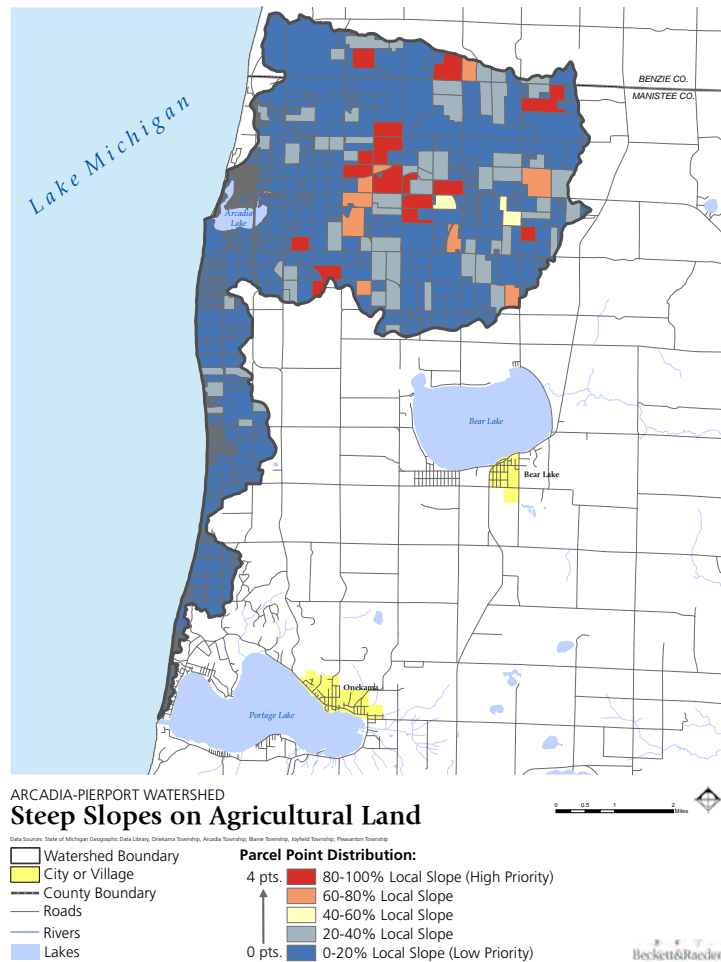 BENZIE CO.
MANISTEE CO.
Lake Michigan
Arcadia
Lake
Bear Lake
Bear Lake
Onekama
Portage Lake
ARCADIA-PIERPORT WATERSHED
Steep Slopes on Agricultural Land
0 0.5 1 2
Miles
Data Sources: State of Michigan Geographic Data Library, Onekama Township, Arcadia Township, Blaine Township, Joyfield Township, Pleasanton Township
Watershed Boundary
City or Village
County Boundary
Roads
Rivers
Lakes
Parcel Point Distribution:
4 pts. 80-100% Local Slope (High Priority)
60-80% Local Slope
40-60% Local Slope
20-40% Local Slope
0 pts. 0-20% Local Slope (Low Priority)